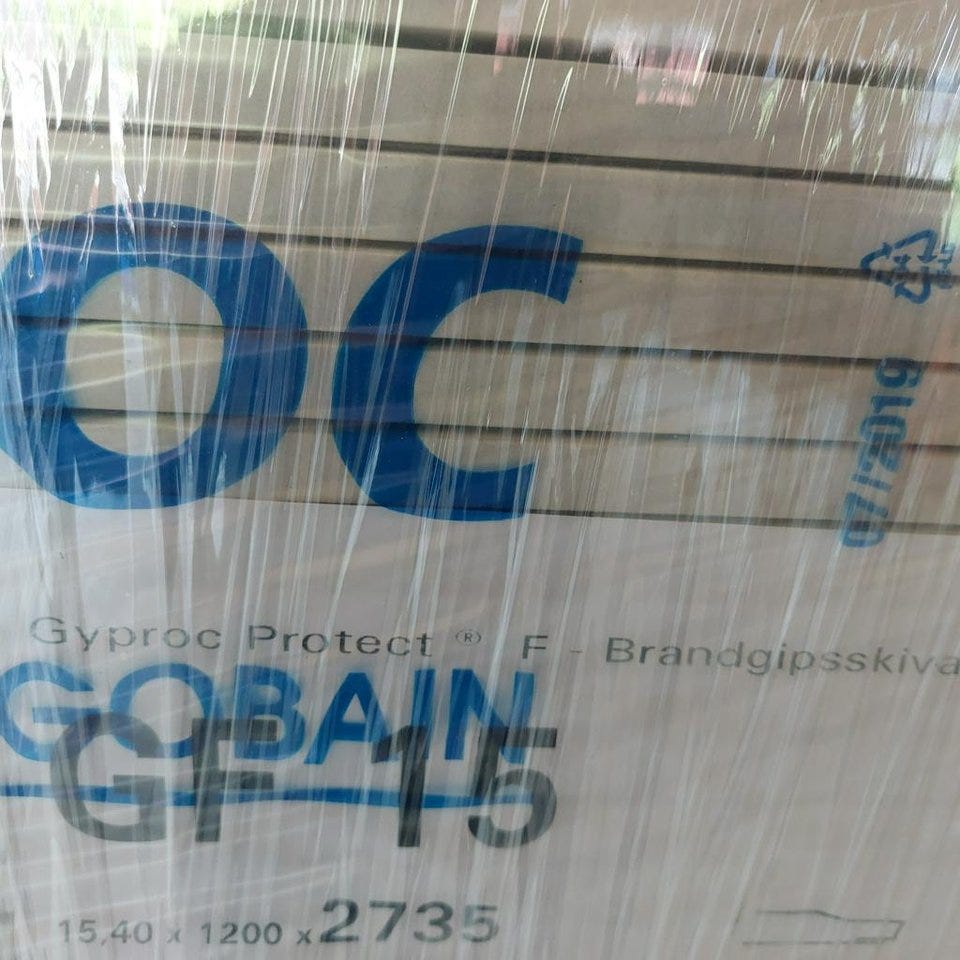 OC
07/2019
Gyproc Protect ® F - Brandgipsskiva
GOBAIN
GF 15
15,40 x 1200 x 2735